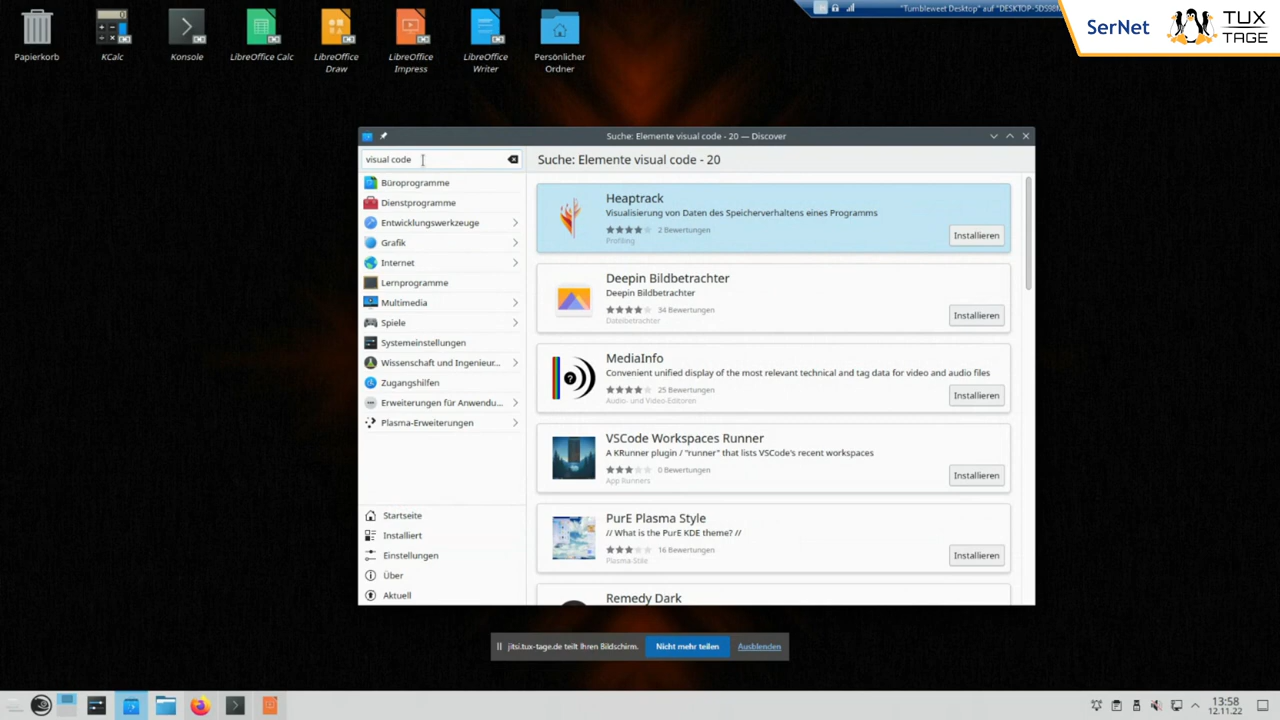 Papierkorb
KCalc
Konsole
LibreOffice Calc
LibreOffice
Draw
LibreOffice
Impress
LibreOffice
Writer
Persönlicher
Ordner
"Tumbleweet Desktop" auf
SerNet
TUX
TAGE
Suche: Elemente visual code - 20 — Discover
visual code
Suche: Elemente visual code - 20
Büroprogramme
Dienstprogramme
Entwicklungswerkzeuge
Grafik
Internet
Lernprogramme
Multimedia
Spiele
Systemeinstellungen
Wissenschaft und Ingenieur...
Zugangshilfen
Erweiterungen für Anwendu...
Plasma-Erweiterungen
Startseite
Installiert
Einstellungen
Über
Aktuell
Heaptrack
Visualisierung von Daten des Speicherverhaltens eines Programms
2 Bewertungen
Profiling
Installieren
Deepin Bildbetrachter
Deepin Bildbetrachter
34 Bewertungen
Dateibetrachter
Installieren
MediaInfo
Convenient unified display of the most relevant technical and tag data for video and audio files
25 Bewertungen
Audio- und Video-Editoren
Installieren
VSCode Workspaces Runner
A KRunner plugin / "runner" that lists VSCode's recent workspaces
0 Bewertungen
App Runners
Installieren
PurE Plasma Style
// What is the PurE KDE theme? //
16 Bewertungen
Plasma-Stile
Installieren
Remedy Dark
jitsi.tux-tage.de teilt Ihren Bildschirm.
Nicht mehr teilen
Ausblenden
13:58
12.11.22